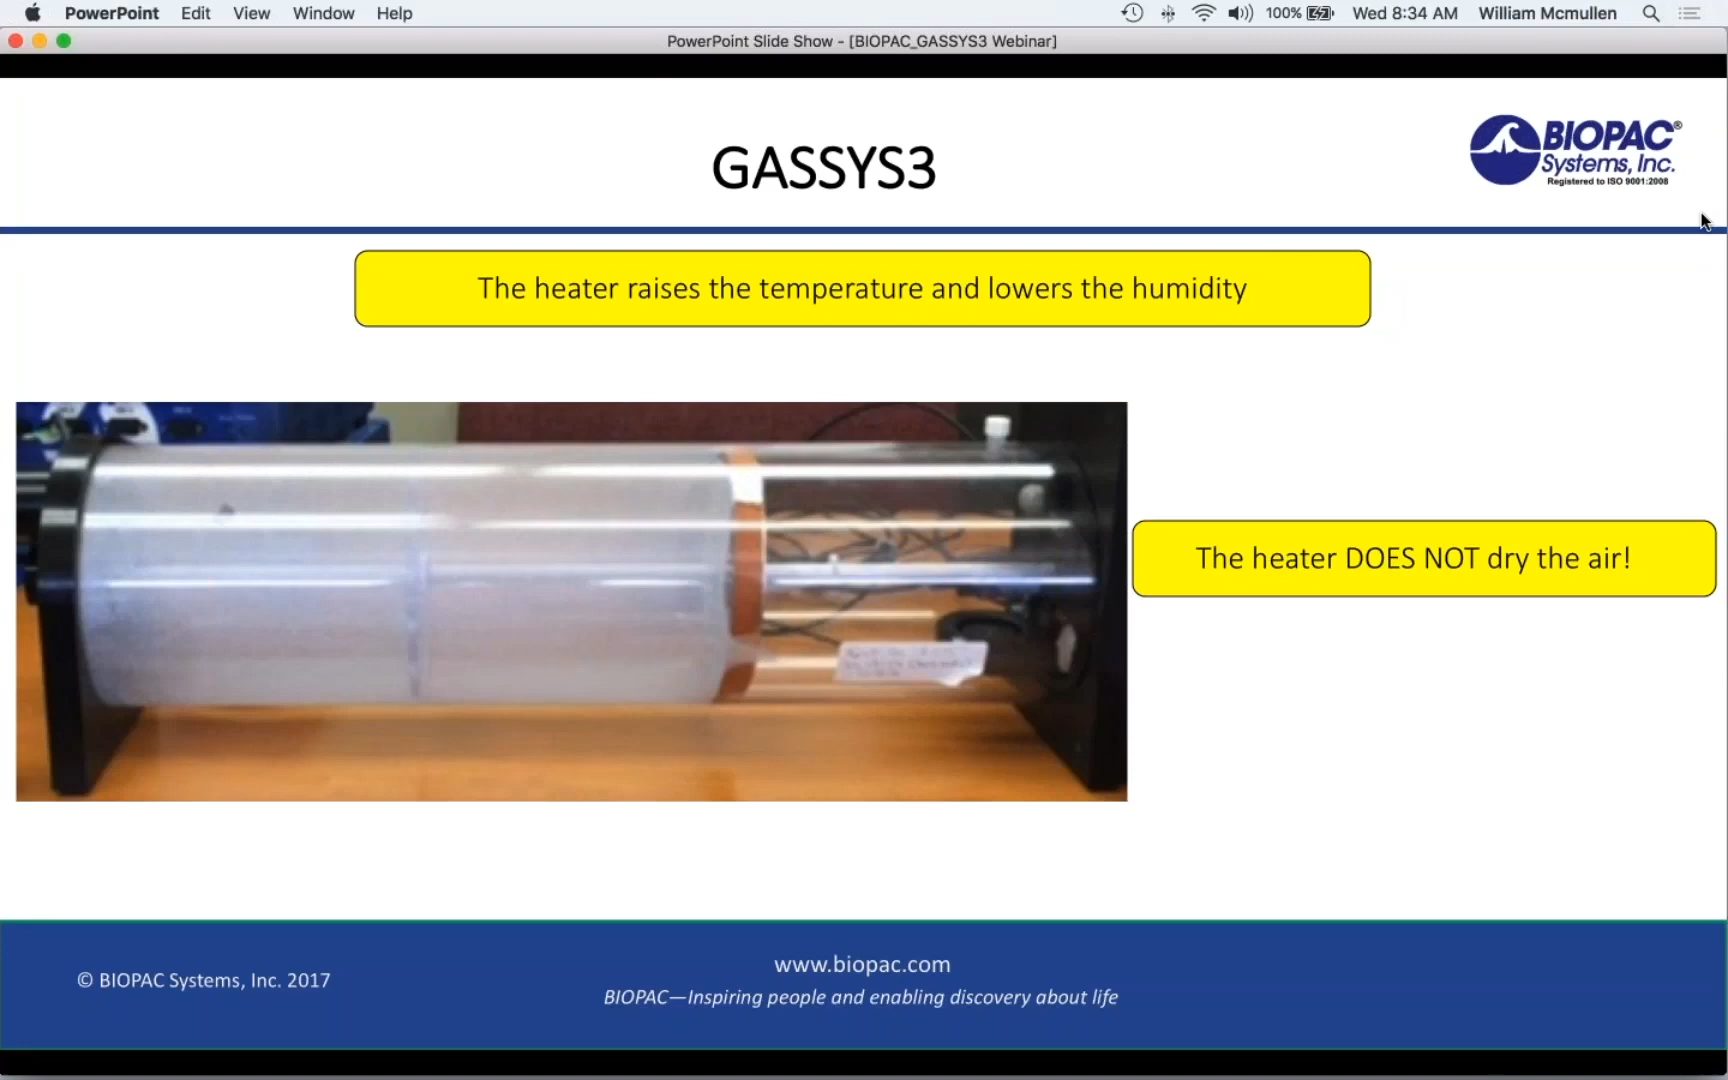 PowerPoint Edit View Window Help 100% Wed 8:34 AM William Mcmullen
PowerPoint Slide Show - [BIOPAC_GASSYS3 Webinar]
GASSYS3
BIOPAC®
Systems, Inc.
Registered to ISO 9001:2008
The heater raises the temperature and lowers the humidity
The heater DOES NOT dry the air!
© BIOPAC Systems, Inc. 2017
www.biopac.com
BIOPAC—Inspiring people and enabling discovery about life